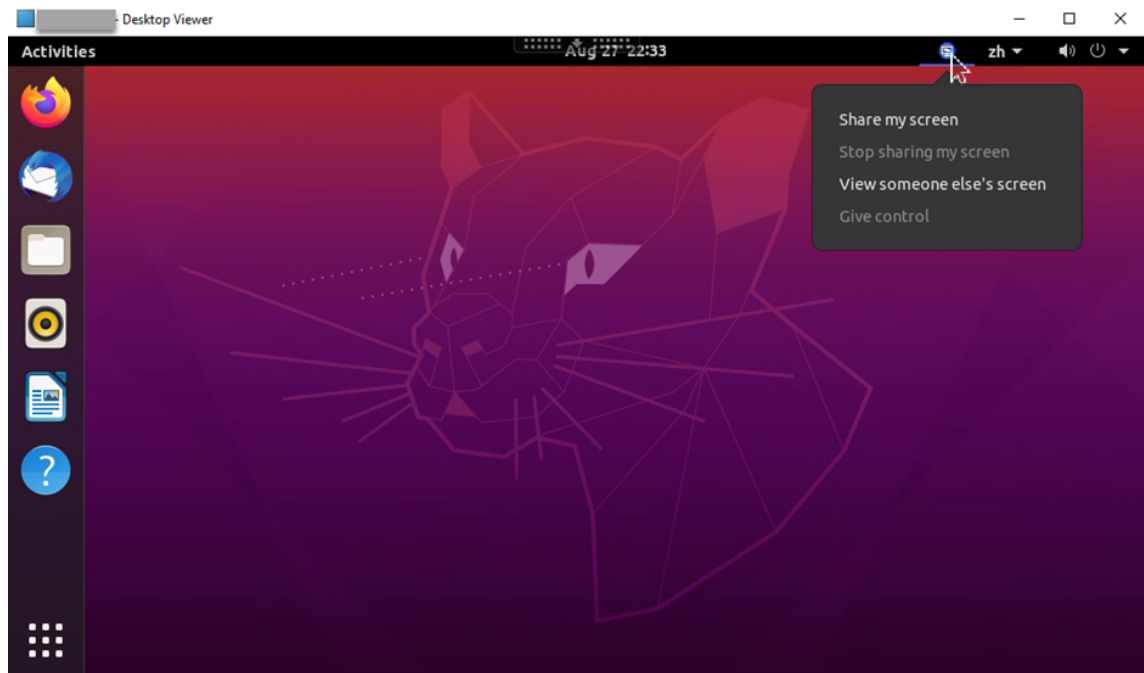 - Desktop Viewer
Activities
Aug 27 22:33
zh
Share my screen
Stop sharing my screen
View someone else's screen
Give control
?